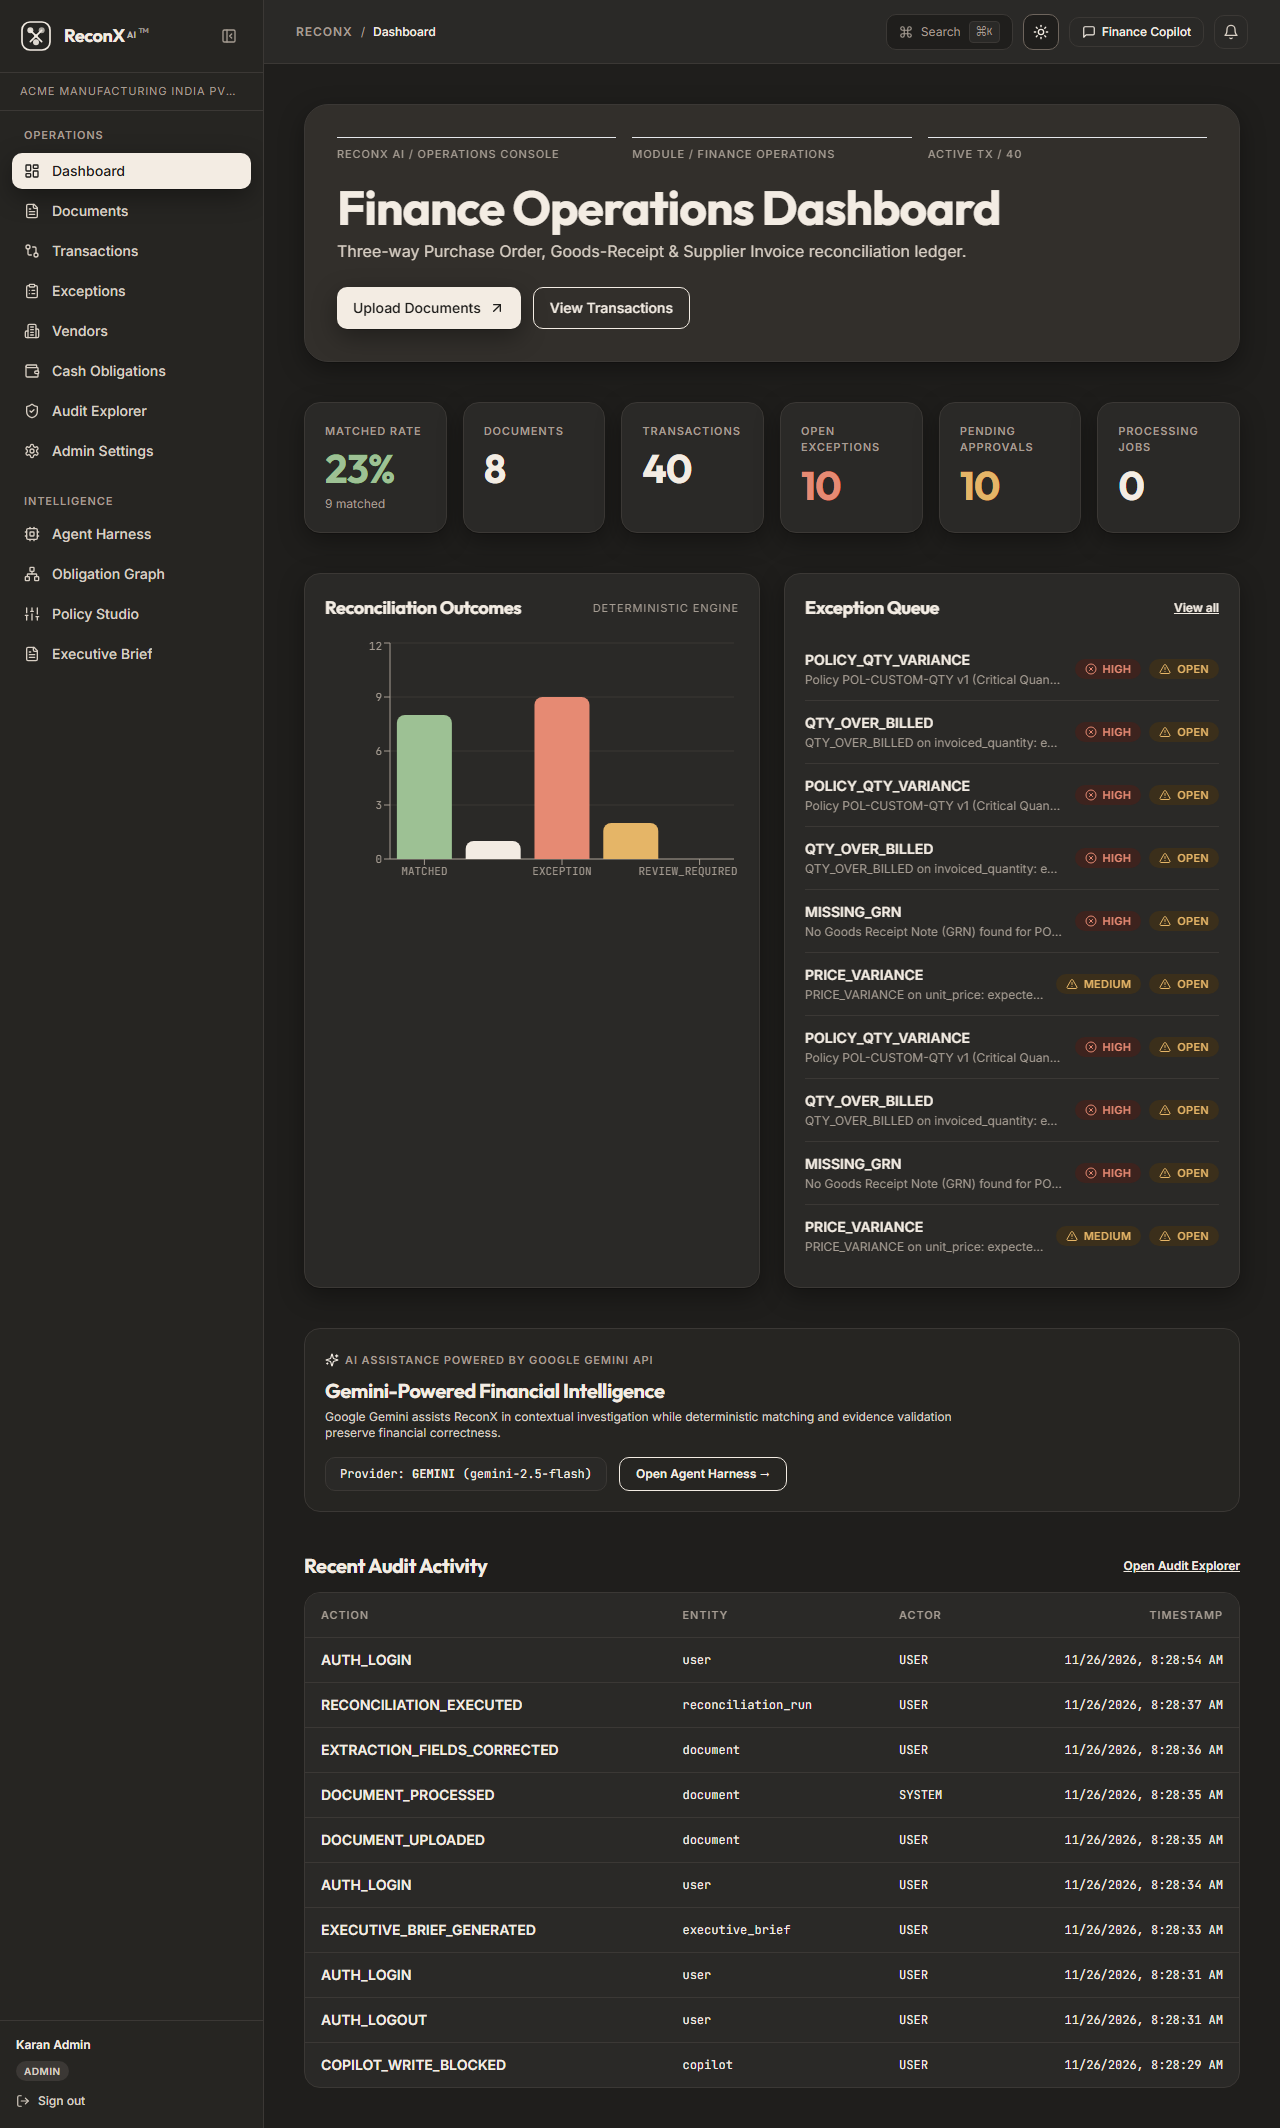 ReconX AI TM
ACME MANUFACTURING INDIA PV...
OPERATIONS
Dashboard
Documents
Transactions
Exceptions
Vendors
Cash Obligations
Audit Explorer
Admin Settings
INTELLIGENCE
Agent Harness
Obligation Graph
Policy Studio
Executive Brief
Karan Admin
ADMIN
Sign out
RECONX / Dashboard
Search ⌘K
Finance Copilot
RECONX AI / OPERATIONS CONSOLE
MODULE / FINANCE OPERATIONS
ACTIVE TX / 40
Finance Operations Dashboard
Three-way Purchase Order, Goods-Receipt & Supplier Invoice reconciliation ledger.
Upload Documents
View Transactions
MATCHED RATE
23%
9 matched
DOCUMENTS
8
TRANSACTIONS
40
OPEN
EXCEPTIONS
10
PENDING
APPROVALS
10
PROCESSING
JOBS
0
Reconciliation Outcomes
DETERMINISTIC ENGINE
12
9
6
3
0
MATCHED
EXCEPTION
REVIEW_REQUIRED
Exception Queue
View all
POLICY_QTY_VARIANCE
Policy POL-CUSTOM-QTY v1 (Critical Quan...
HIGH
OPEN
QTY_OVER_BILLED
QTY_OVER_BILLED on invoiced_quantity: e...
HIGH
OPEN
POLICY_QTY_VARIANCE
Policy POL-CUSTOM-QTY v1 (Critical Quan...
HIGH
OPEN
QTY_OVER_BILLED
QTY_OVER_BILLED on invoiced_quantity: e...
HIGH
OPEN
MISSING_GRN
No Goods Receipt Note (GRN) found for PO...
HIGH
OPEN
PRICE_VARIANCE
PRICE_VARIANCE on unit_price: expecte...
MEDIUM
OPEN
POLICY_QTY_VARIANCE
Policy POL-CUSTOM-QTY v1 (Critical Quan...
HIGH
OPEN
QTY_OVER_BILLED
QTY_OVER_BILLED on invoiced_quantity: e...
HIGH
OPEN
MISSING_GRN
No Goods Receipt Note (GRN) found for PO...
HIGH
OPEN
PRICE_VARIANCE
PRICE_VARIANCE on unit_price: expecte...
MEDIUM
OPEN
AI ASSISTANCE POWERED BY GOOGLE GEMINI API
Gemini-Powered Financial Intelligence
Google Gemini assists ReconX in contextual investigation while deterministic matching and evidence validation
preserve financial correctness.
Provider: GEMINI (gemini-2.5-flash)
Open Agent Harness →
Recent Audit Activity
Open Audit Explorer
ACTION ENTITY ACTOR TIMESTAMP
AUTH_LOGIN user USER 11/26/2026, 8:28:54 AM
RECONCILIATION_EXECUTED reconciliation_run USER 11/26/2026, 8:28:37 AM
EXTRACTION_FIELDS_CORRECTED document USER 11/26/2026, 8:28:36 AM
DOCUMENT_PROCESSED document SYSTEM 11/26/2026, 8:28:35 AM
DOCUMENT_UPLOADED document USER 11/26/2026, 8:28:35 AM
AUTH_LOGIN user USER 11/26/2026, 8:28:34 AM
EXECUTIVE_BRIEF_GENERATED executive_brief USER 11/26/2026, 8:28:33 AM
AUTH_LOGIN user USER 11/26/2026, 8:28:31 AM
AUTH_LOGOUT user USER 11/26/2026, 8:28:31 AM
COPILOT_WRITE_BLOCKED copilot USER 11/26/2026, 8:28:29 AM